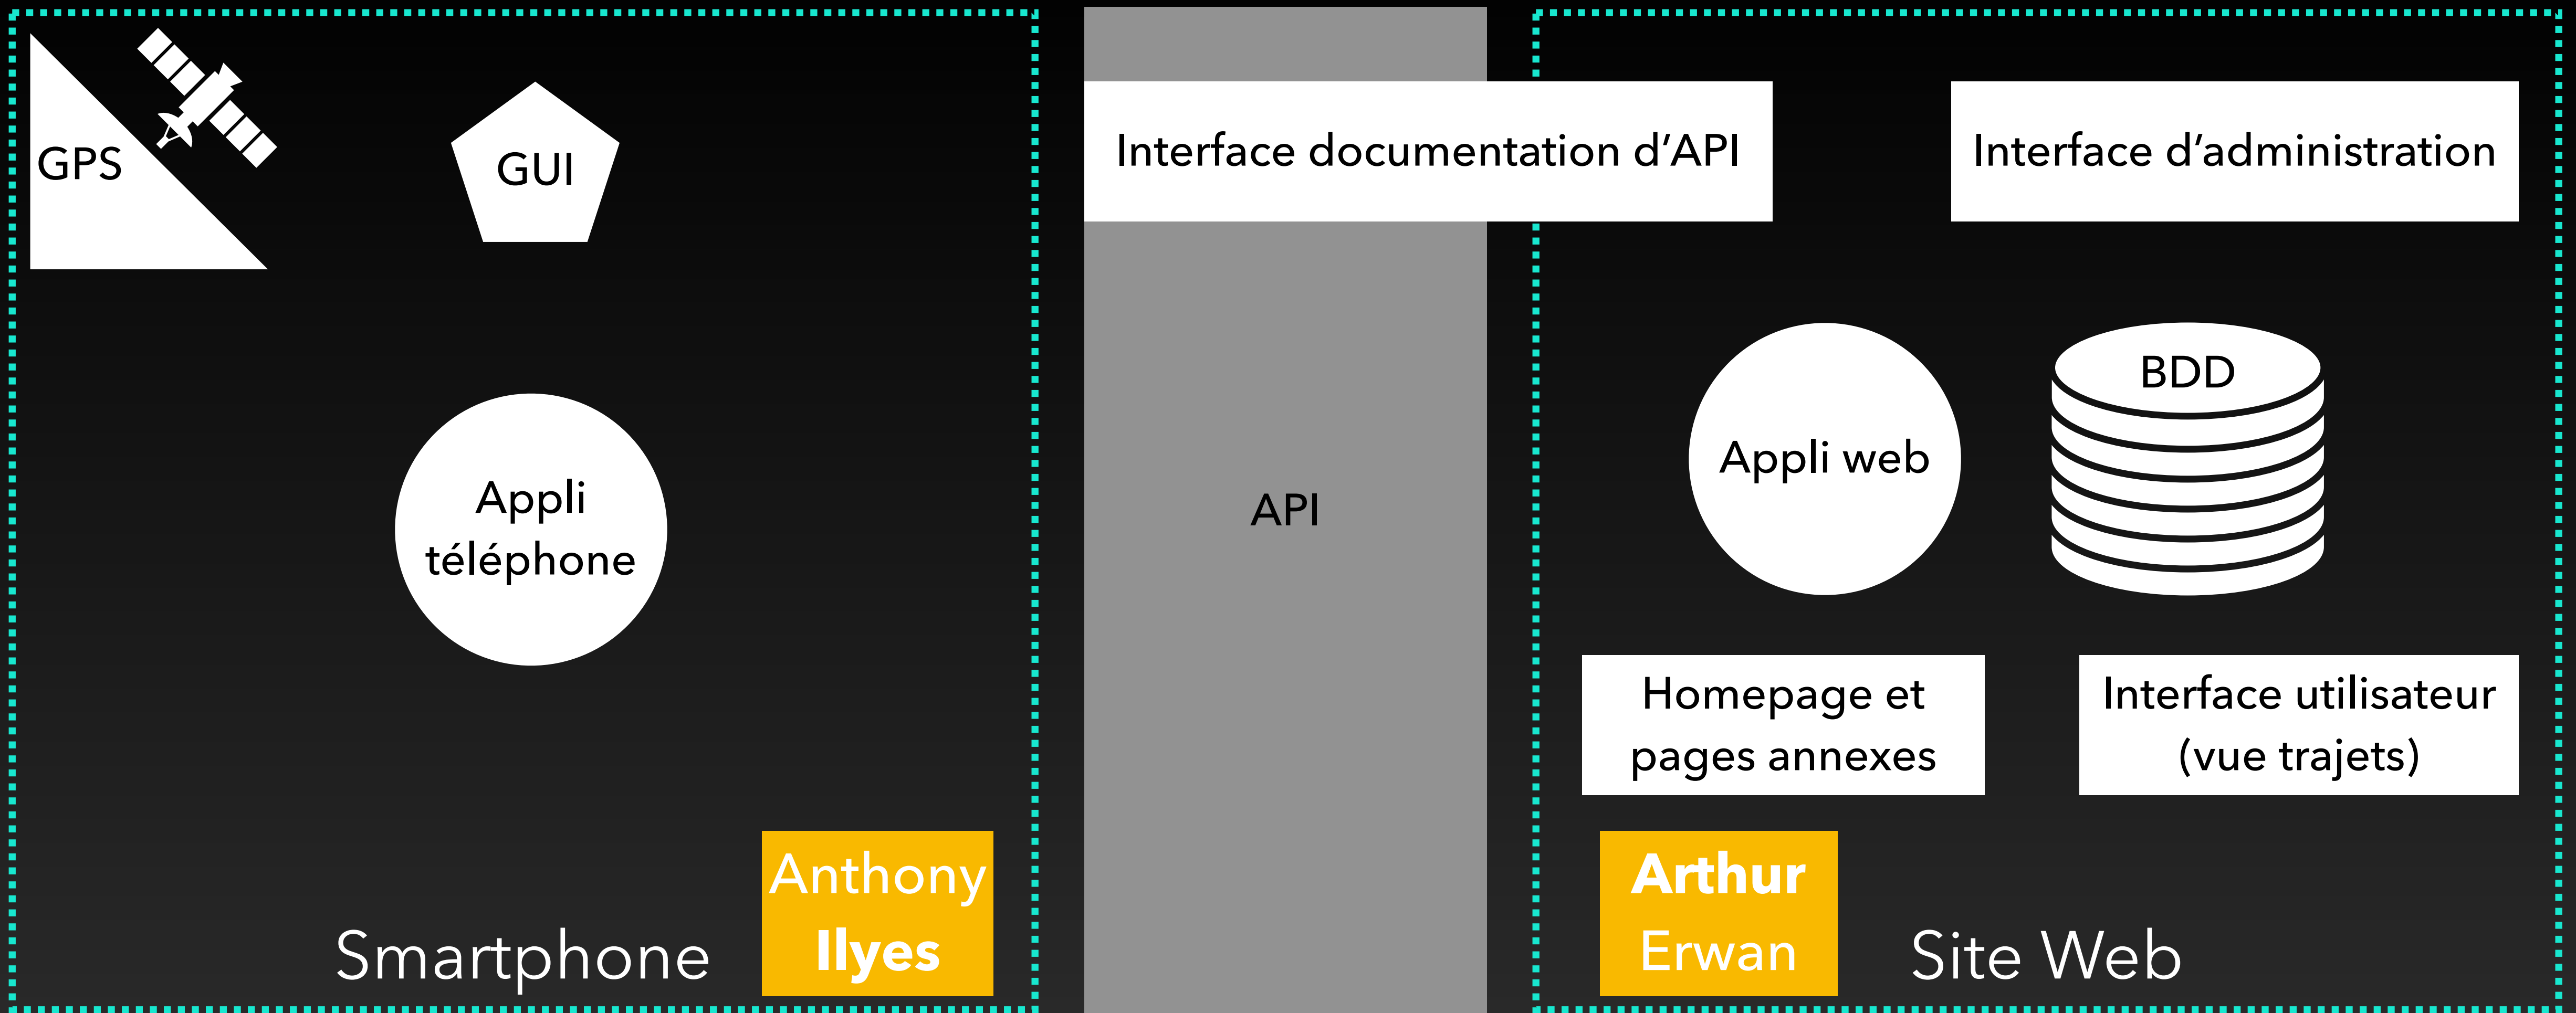 GPS
GUI
Interface documentation d’API
Interface d’administration
Appli
téléphone
API
Appli web
BDD
Homepage et
pages annexes
Interface utilisateur
(vue trajets)
Smartphone
Anthony
Ilyes
Arthur
Erwan
Site Web